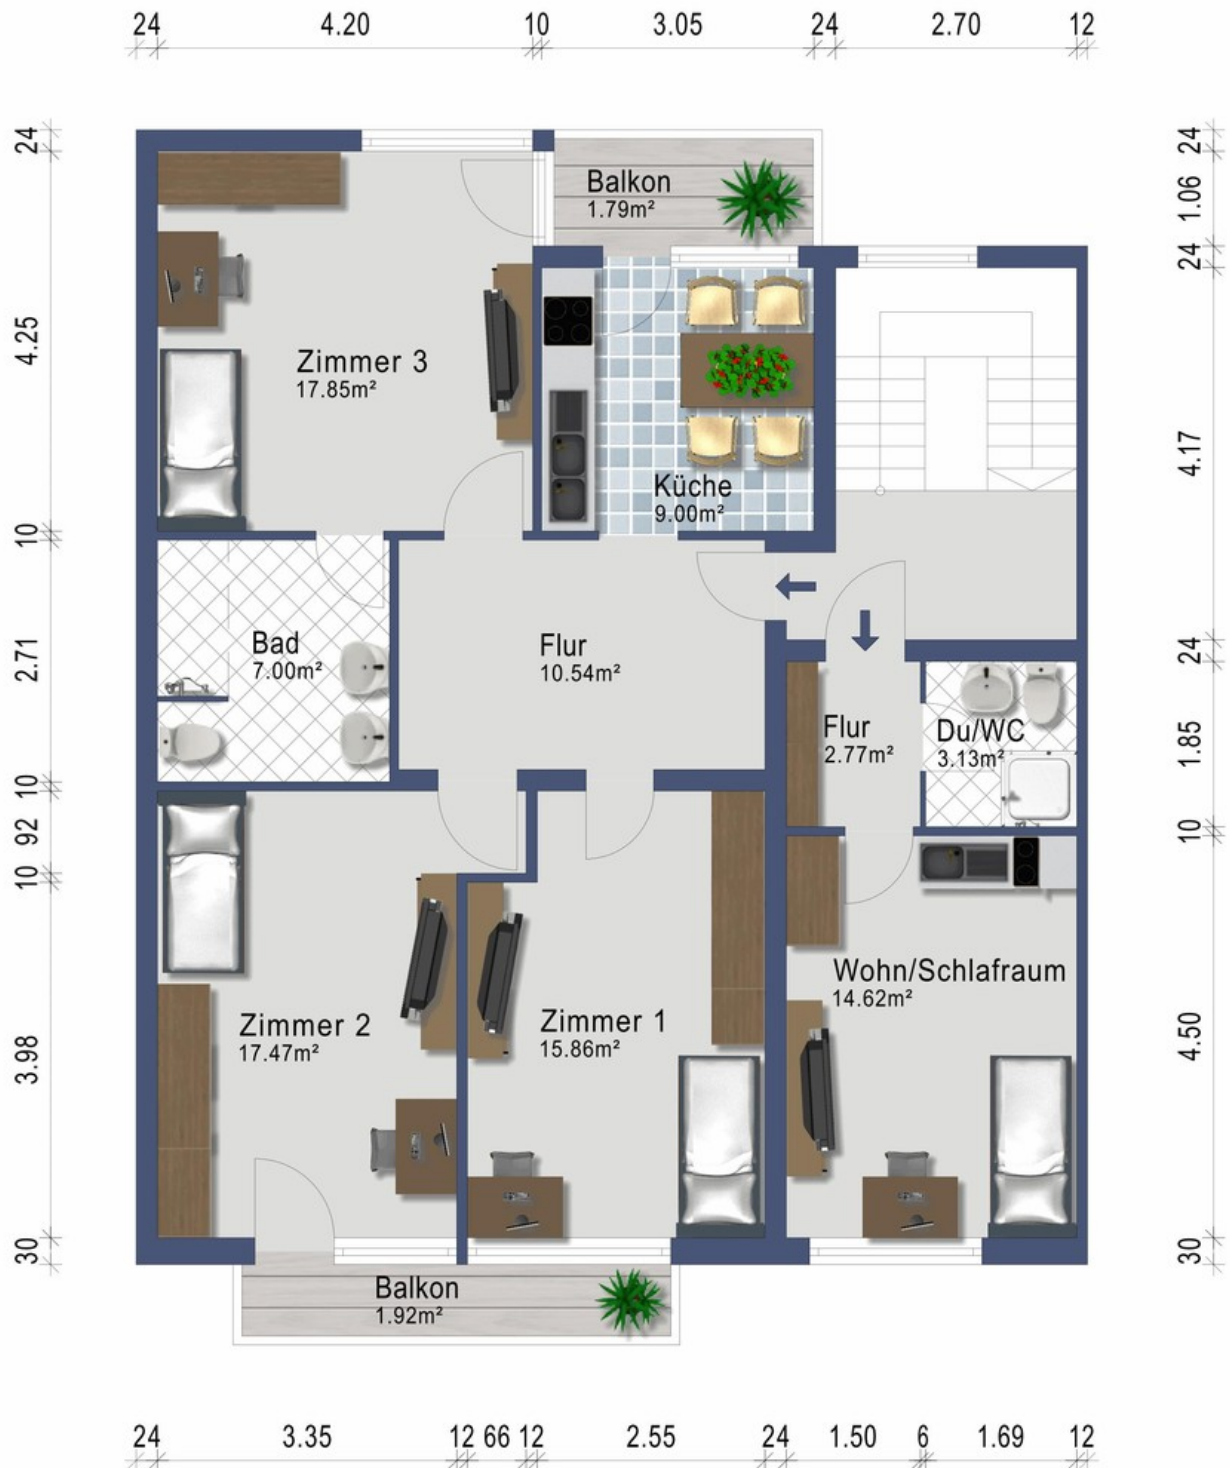 24 4.20 10 3.05 24 2.70 12
24
4.25
10
2.71
10
92
10
3.98
30
Balkon
1.79m²
Zimmer 3
17.85m²
Küche
9.00m²
Bad
7.00m²
Flur
10.54m²
Flur
2.77m²
Du/WC
3.13m²
Wohn/Schlafraum
14.62m²
Zimmer 2
17.47m²
Zimmer 1
15.86m²
Balkon
1.92m²
24
1.06
24
4.17
24
1.85
10
4.50
30
24 3.35 12 66 12 2.55 24 1.50 6 1.69 12